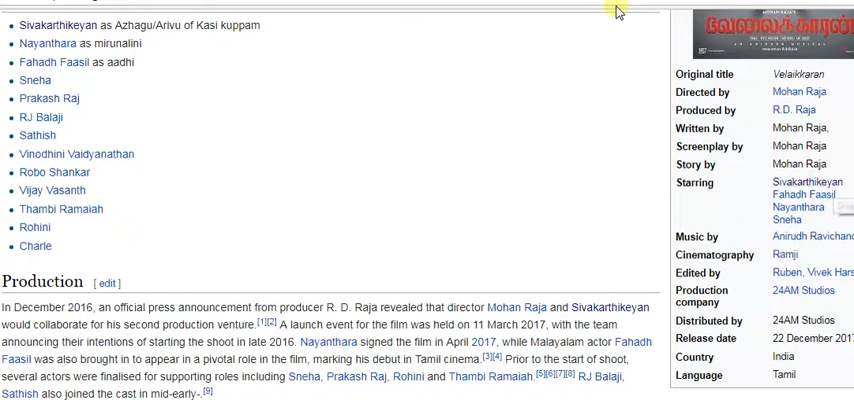 Sivakarthikeyan as Azhagu/Arivu of Kasi kuppam
Nayanthara as mirunalini
Fahadh Faasil as aadhi
Sneha
Prakash Raj
RJ Balaji
Sathish
Vinodhini Vaidyanathan
Robo Shankar
Vijay Vasanth
Thambi Ramaiah
Rohini
Charle
Production [ edit ]
In December 2016, an official press announcement from producer R. D. Raja revealed that director Mohan Raja and Sivakarthikeyan
would collaborate for his second production venture.[1][2] A launch event for the film was held on 11 March 2017, with the team
announcing their intentions of starting the shoot in late 2016. Nayanthara signed the film in April 2017, while Malayalam actor Fahadh
Faasil was also brought in to appear in a pivotal role in the film, marking his debut in Tamil cinema.[3][4] Prior to the start of shoot,
several actors were finalised for supporting roles including Sneha, Prakash Raj, Rohini and Thambi Ramaiah.[5][6][7][8] RJ Balaji,
Sathish also joined the cast in mid-early-.[9]
வேலைக்காரன்
Original title Velaikkaran
Directed by Mohan Raja
Produced by R.D. Raja
Written by Mohan Raja,
Screenplay by Mohan Raja
Story by Mohan Raja
Starring Sivakarthikeyan
Fahadh Faasil
Nayanthara
Sneha
Music by Anirudh Ravichand
Cinematography Ramji
Edited by Ruben, Vivek Hars
Production 24AM Studios
company
Distributed by 24AM Studios
Release date 22 December 2017
Country India
Language Tamil